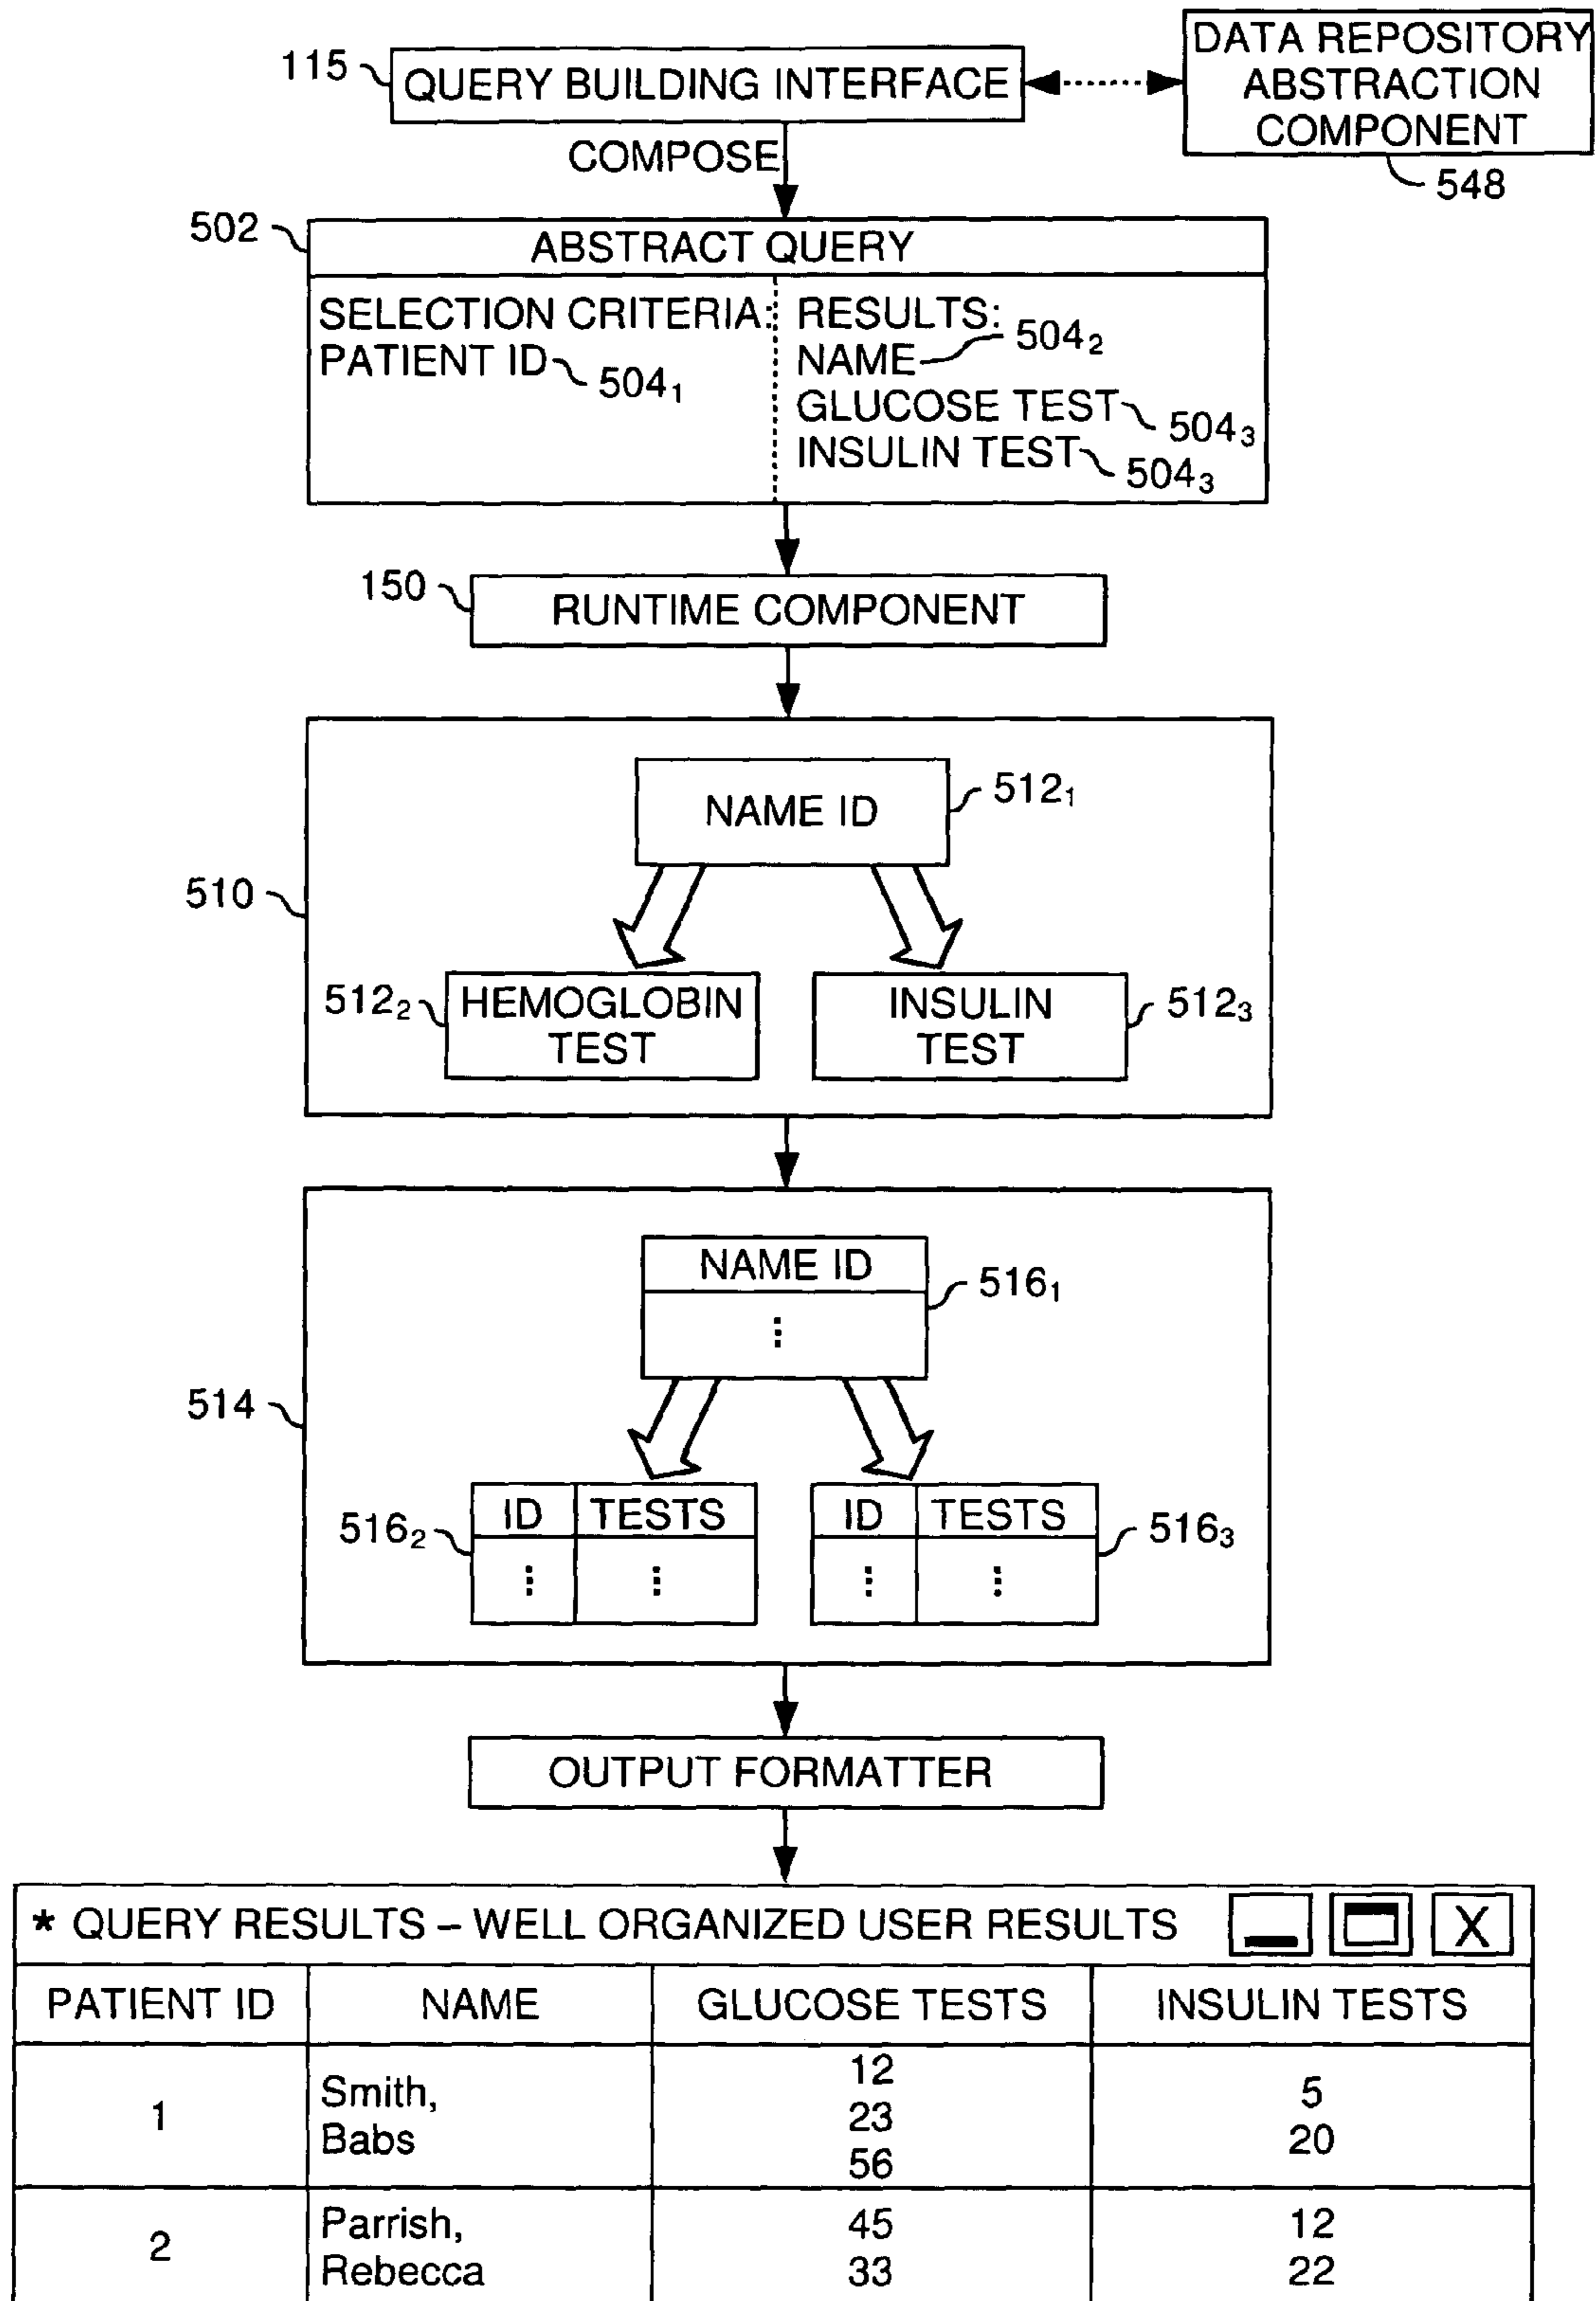 115
QUERY BUILDING INTERFACE
DATA REPOSITORY
ABSTRACTION
COMPONENT
548
COMPOSE
502
ABSTRACT QUERY
SELECTION CRITERIA:
PATIENT ID
504₁
RESULTS:
NAME
504₂
GLUCOSE TEST
504₃
INSULIN TEST
504₃
150
RUNTIME COMPONENT
510
NAME ID
512₁
512₂
HEMOGLOBIN
TEST
INSULIN
TEST
512₃
514
NAME ID
516₁
516₂
ID TESTS
ID TESTS
516₃
OUTPUT FORMATTER
* QUERY RESULTS – WELL ORGANIZED USER RESULTS X
PATIENT ID NAME GLUCOSE TESTS INSULIN TESTS
1
Smith,
Babs
12
23
56
5
20
2
Parrish,
Rebecca
45
33
12
22